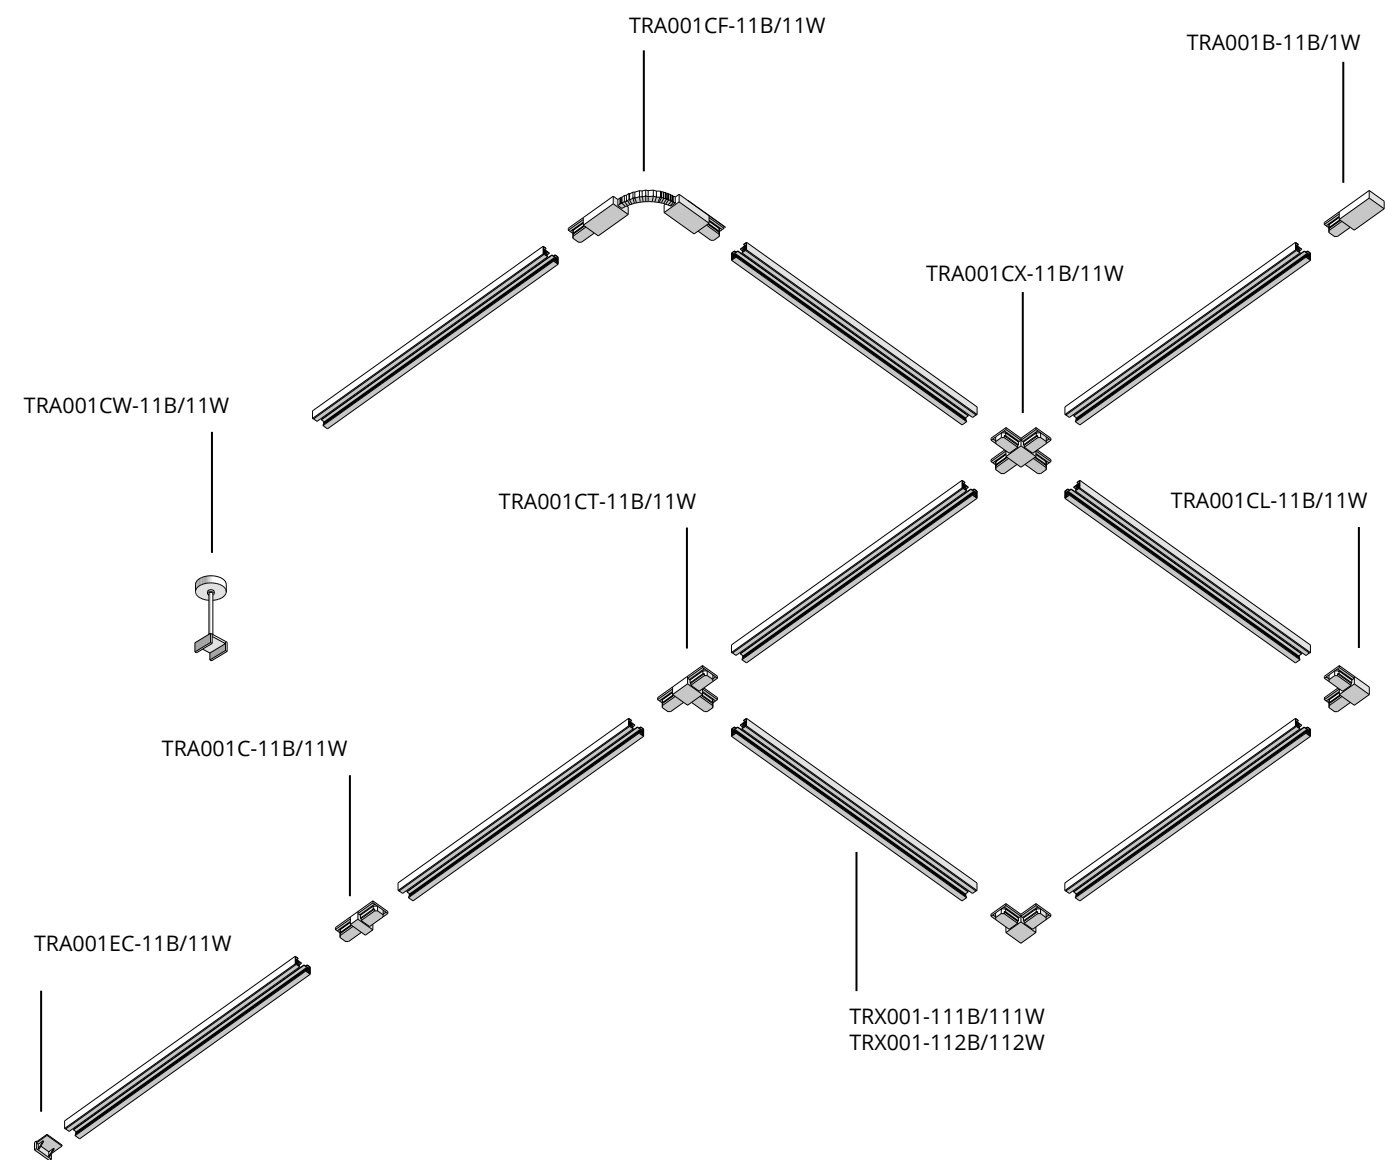 TRA001CF-11B/11W
TRA001B-11B/1W
TRA001CX-11B/11W
TRA001CW-11B/11W
TRA001CT-11B/11W
TRA001CL-11B/11W
TRA001C-11B/11W
TRA001EC-11B/11W
TRX001-111B/111W
TRX001-112B/112W